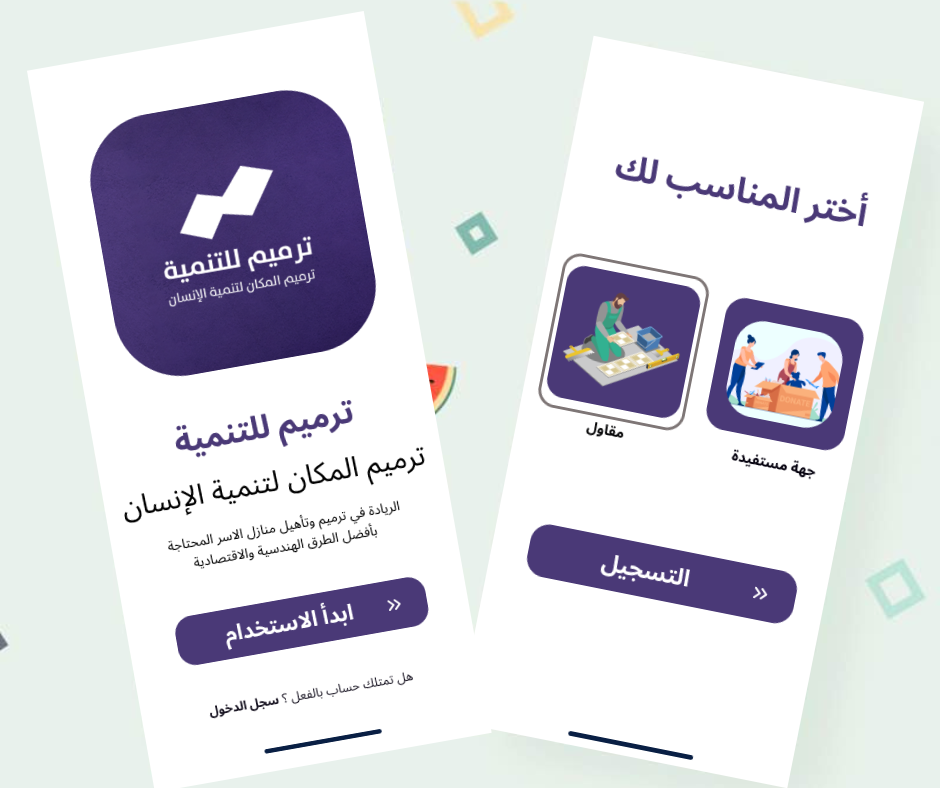 ترميم للتنمية
ترميم المكان لتنمية الإنسان
ترميم للتنمية
ترميم المكان لتنمية الإنسان
الريادة في ترميم وتأهيل منازل الاسر المحتاجة
بأفضل الطرق الهندسية والاقتصادية
ابدأ الاستخدام
هل تمتلك حساب بالفعل ؟ سجل الدخول
أختر المناسب لك
DONATE
جهة مستفيدة
مقاول
التسجيل